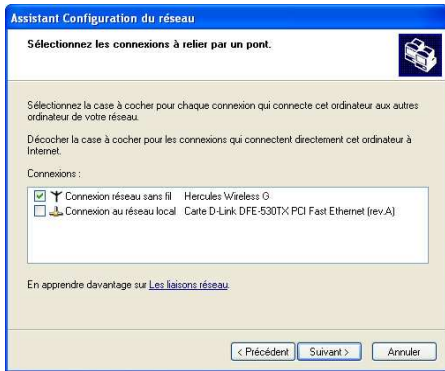 Assistant Configuration du réseau
Sélectionnez les connexions à relier par un pont.
Sélectionnez la case à cocher pour chaque connexion qui connecte cet ordinateur aux autres
ordinateur de votre réseau.
Décocher la case à cocher pour les connexions qui connectent directement cet ordinateur à
Internet.
Connexions :
Connexion réseau sans fil Hercules Wireless G
Connexion au réseau local Carte D-Link DFE-530TX PCI Fast Ethernet (rev.A)
En apprendre davantage sur Les liaisons réseau.
< Précédent Suivant > Annuler